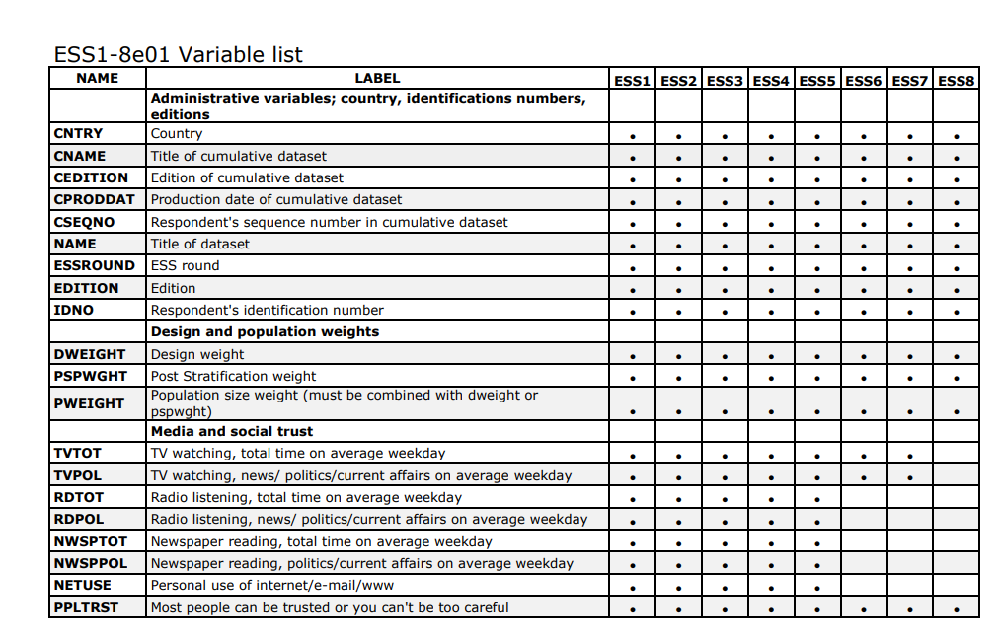 ESS1-8e01 Variable list
NAME LABEL ESS1 ESS2 ESS3 ESS4 ESS5 ESS6 ESS7 ESS8
Administrative variables; country, identifications numbers,
editions
CNTRY Country • • • • • • • •
CNAME Title of cumulative dataset • • • • • • • •
CEDITION Edition of cumulative dataset • • • • • • • •
CPRODDAT Production date of cumulative dataset • • • • • • • •
CSEQNO Respondent's sequence number in cumulative dataset • • • • • • • •
NAME Title of dataset • • • • • • • •
ESSROUND ESS round • • • • • • • •
EDITION Edition • • • • • • • •
IDNO Respondent's identification number • • • • • • • •
Design and population weights
DWEIGHT Design weight • • • • • • • •
PSPWGHT Post Stratification weight • • • • • • • •
PWEIGHT Population size weight (must be combined with dweight or
pspwght) • • • • • • • •
Media and social trust
TVTOT TV watching, total time on average weekday • • • • • • •
TVPOL TV watching, news/ politics/current affairs on average weekday • • • • • • •
RDTOT Radio listening, total time on average weekday • • • • •
RDPOL Radio listening, news/ politics/current affairs on average weekday • • • • •
NWSPTOT Newspaper reading, total time on average weekday • • • • •
NWSPPOL Newspaper reading, politics/current affairs on average weekday • • • • •
NETUSE Personal use of internet/e-mail/www • • • • •
PPLTRST Most people can be trusted or you can't be too careful • • • • • • • •